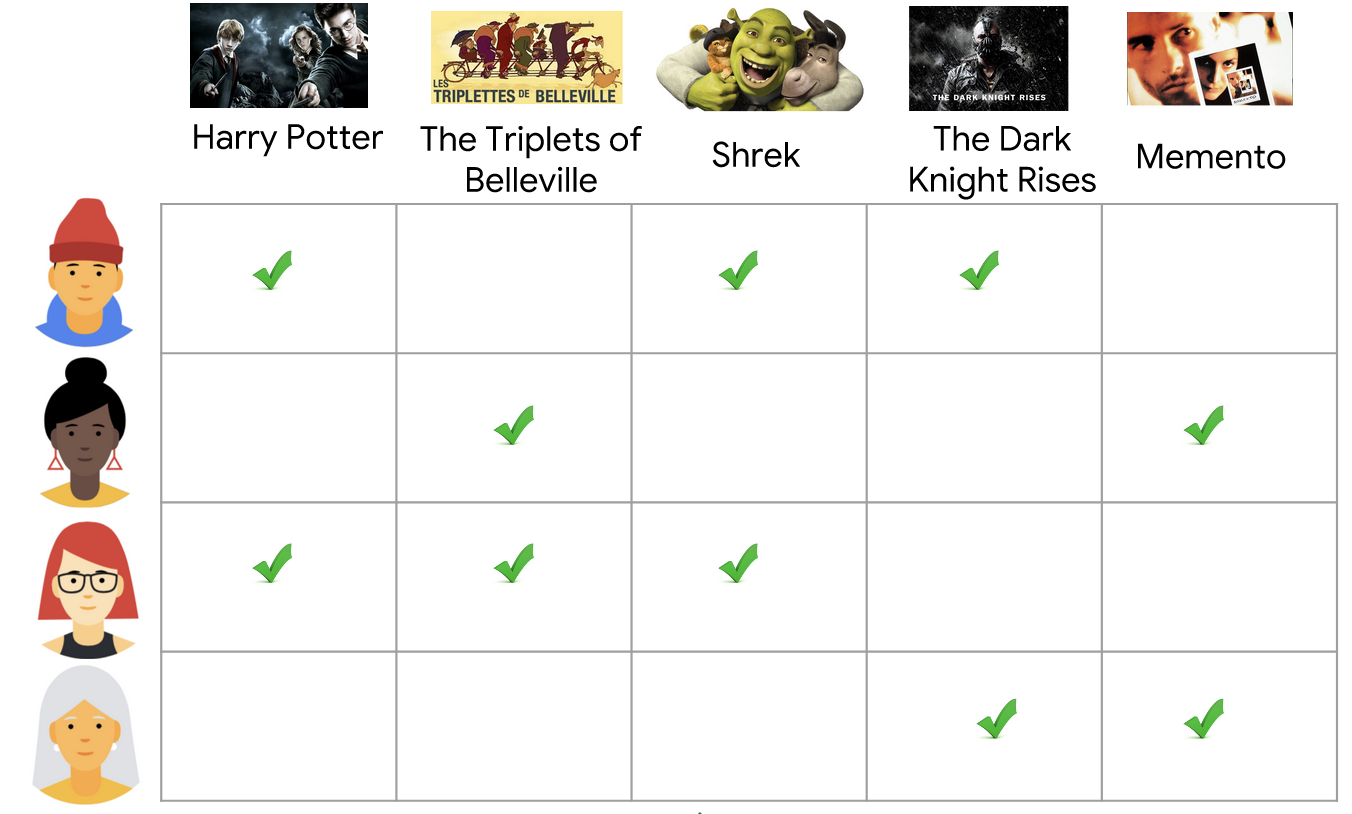 LES
TRIPLETTES DE BELLEVILLE
THE DARK KNIGHT RISES
Harry Potter
The Triplets of
Belleville
Shrek
The Dark
Knight Rises
Memento